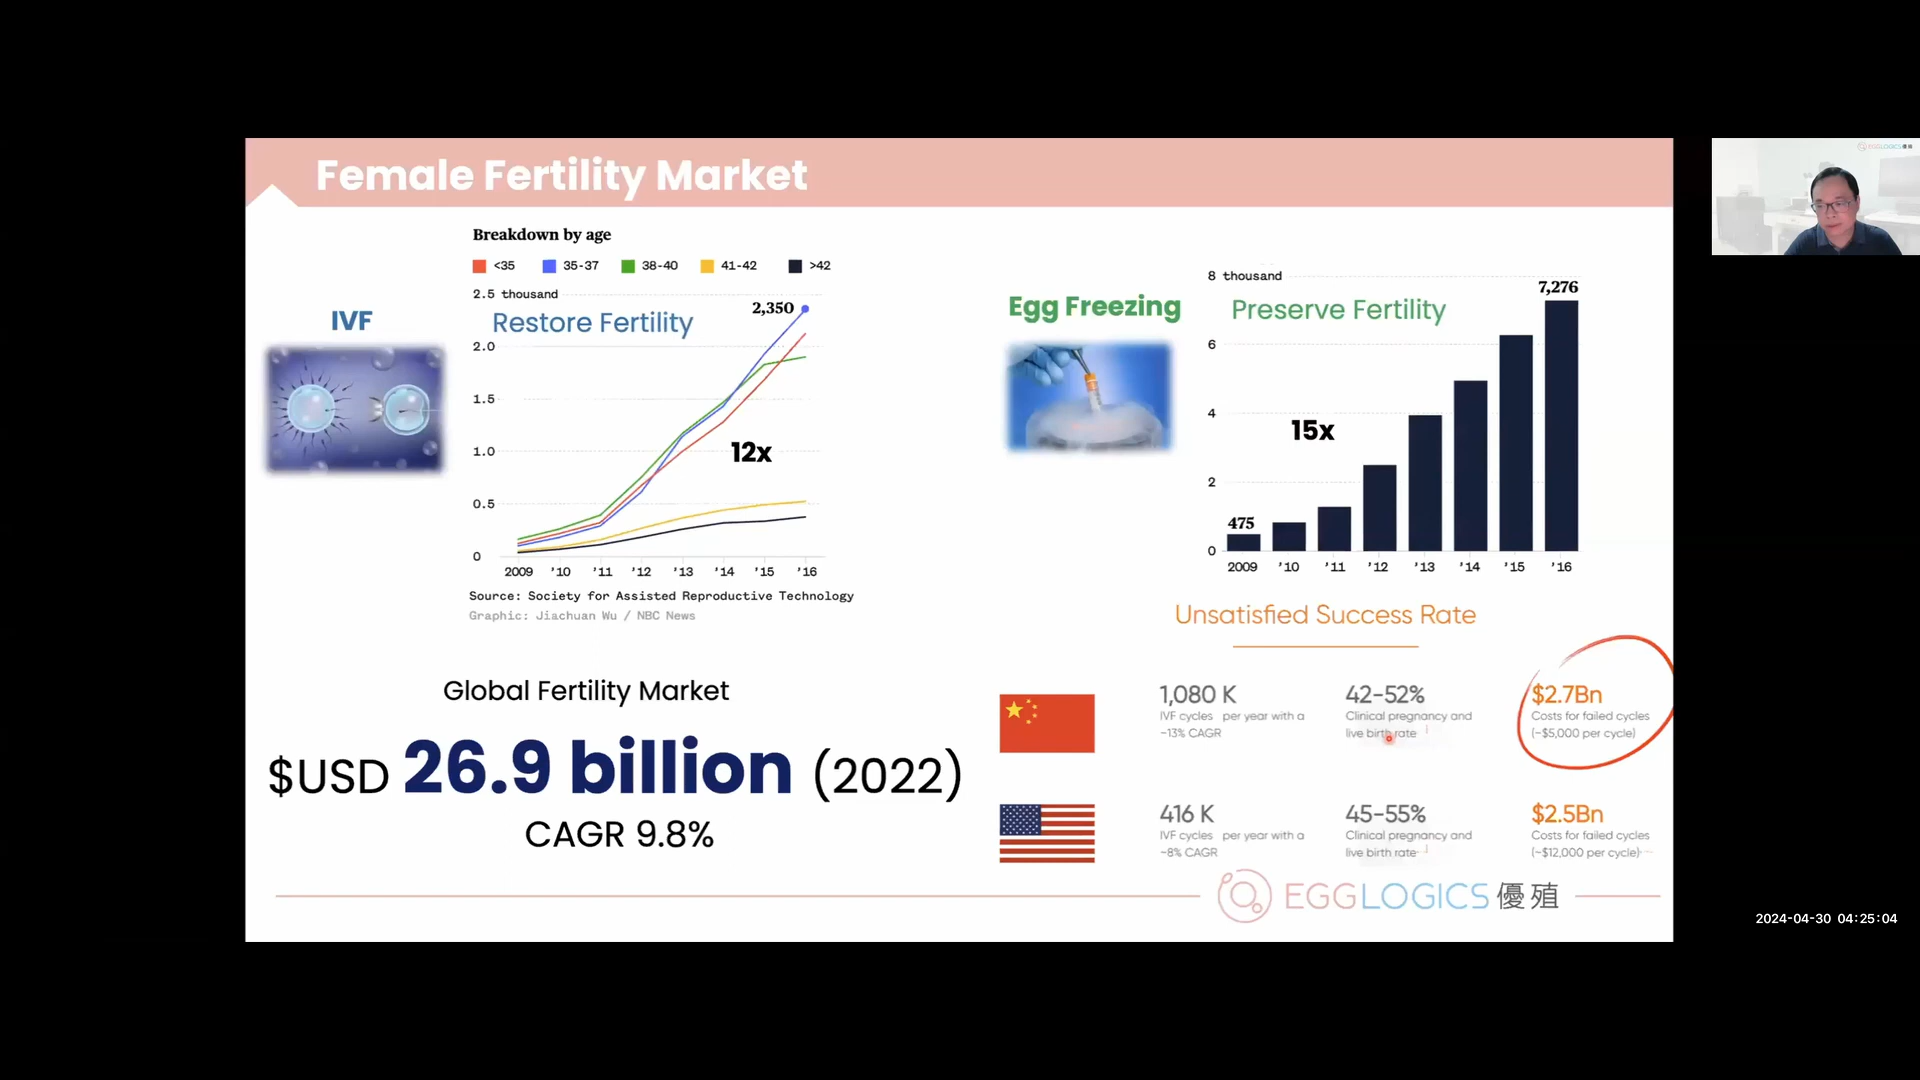 Female Fertility Market
Breakdown by age
<35 35-37 38-40 41-42 >42
IVF
Restore Fertility
2.5 thousand
2.0
1.5
1.0
0.5
0
2,350
12x
2009 '10 '11 '12 '13 '14 '15 '16
Source: Society for Assisted Reproductive Technology
Graphic: Jiachuan Wu / NBC News
Egg Freezing
Preserve Fertility
8 thousand
6
4
2
0
7,276
15x
475
2009 '10 '11 '12 '13 '14 '15 '16
Global Fertility Market
$USD 26.9 billion (2022)
CAGR 9.8%
Unsatisfied Success Rate
1,080 K
IVF cycles per year with a
~13% CAGR
42-52%
Clinical pregnancy and
live birth rate
$2.7Bn
Costs for failed cycles
(~$5,000 per cycle)
416 K
IVF cycles per year with a
~8% CAGR
45-55%
Clinical pregnancy and
live birth rate
$2.5Bn
Costs for failed cycles
(~$12,000 per cycle)
EGGLOGICS 優殖
EGGLOGICS 優殖
2024-04-30 04:25:04